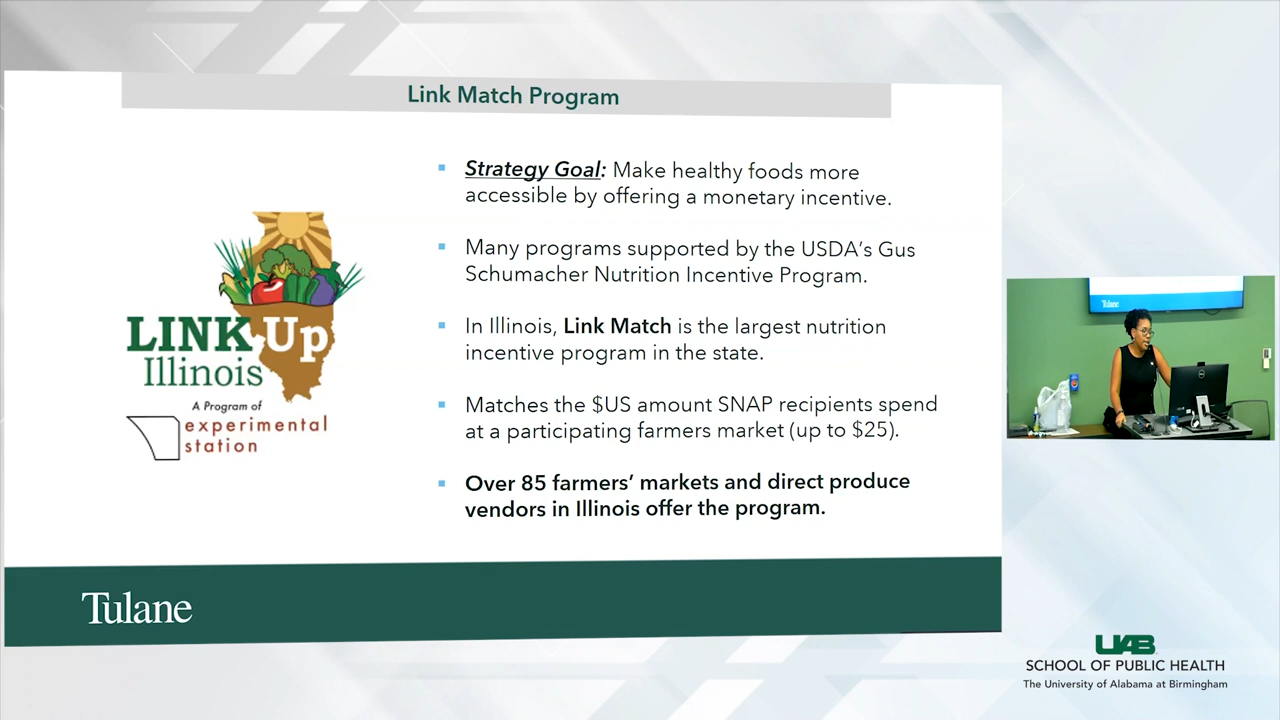 Link Match Program
Strategy Goal: Make healthy foods more
accessible by offering a monetary incentive.
Many programs supported by the USDA's Gus
Schumacher Nutrition Incentive Program.
In Illinois, Link Match is the largest nutrition
incentive program in the state.
Matches the $US amount SNAP recipients spend
at a participating farmers market (up to $25).
Over 85 farmers' markets and direct produce
vendors in Illinois offer the program.
LINK Up
Illinois
A Program of
experimental
station
Tulane
Tulane
UAB
SCHOOL OF PUBLIC HEALTH
The University of Alabama at Birmingham